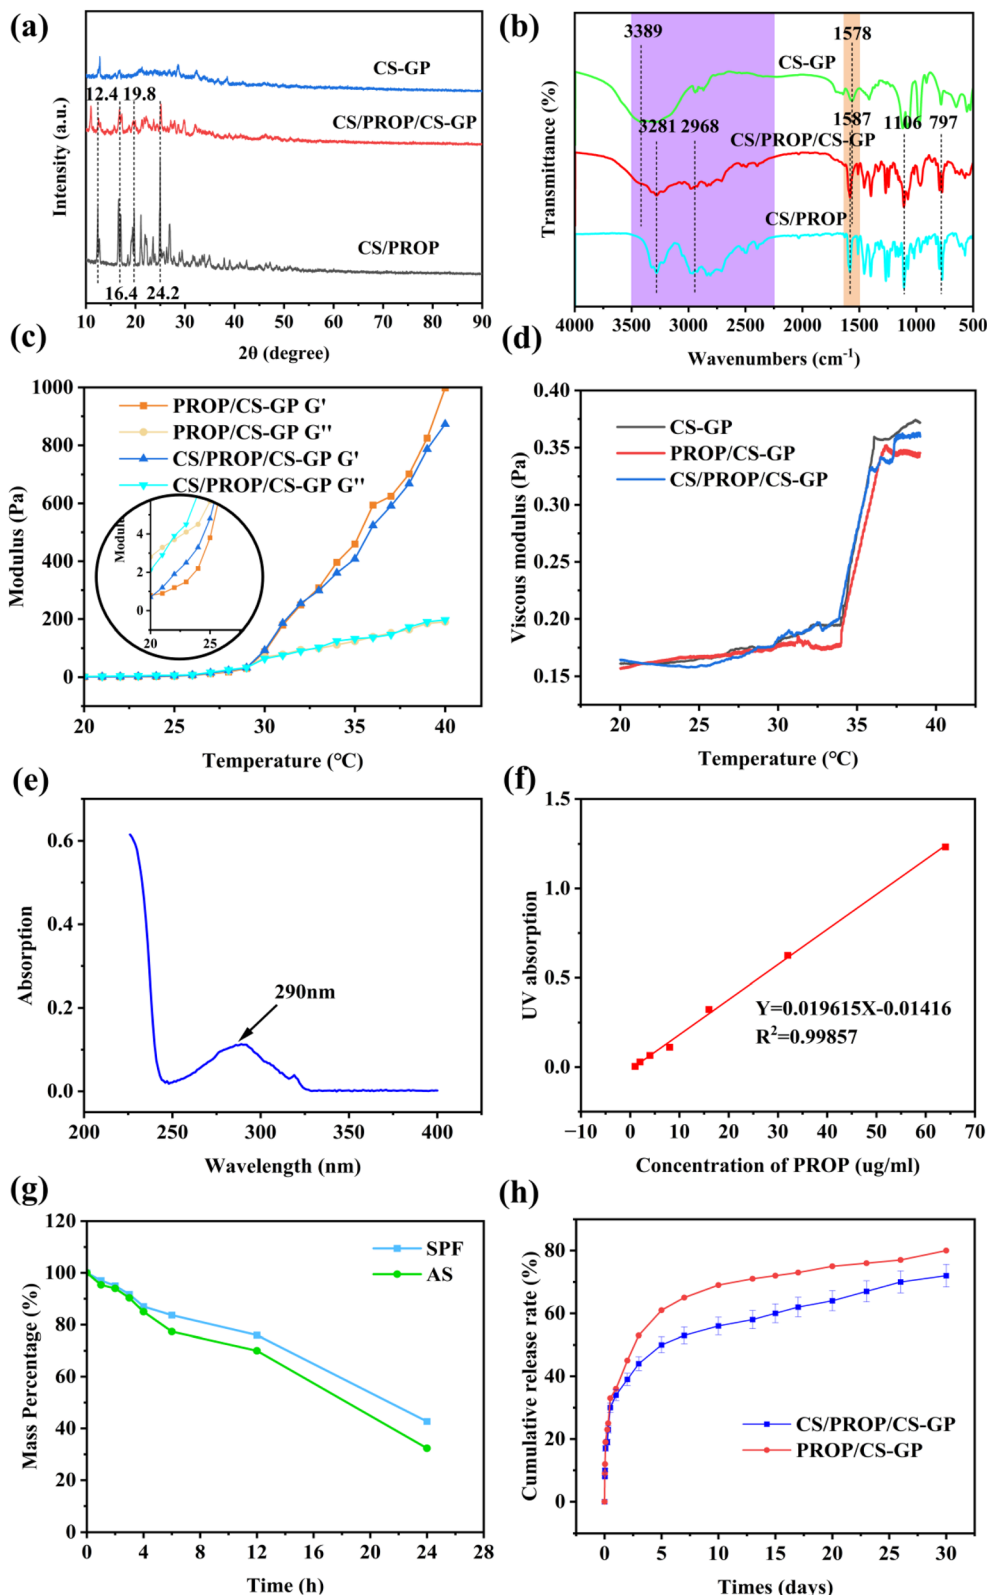 (a)
CS-GP
12.4
19.8
CS/PROP/CS-GP
CS/PROP
16.4
24.2
Intensity (a.u.)
10 20 30 40 50 60 70 80 90
2θ (degree)
(b)
3389
1578
CS-GP
3281 2968
1587
1106
797
CS/PROP/CS-GP
CS/PROP
Transmittance (%)
4000 3500 3000 2500 2000 1500 1000 500
Wavenumbers (cm-1)
(c)
1000
800
600
400
200
0
Modulus (Pa)
PROP/CS-GP G'
PROP/CS-GP G''
CS/PROP/CS-GP G'
CS/PROP/CS-GP G''
4
2
0
20 25
20 25 30 35 40
Temperature (℃)
(d)
0.40
0.35
0.30
0.25
0.20
0.15
Viscous modulus (Pa)
CS-GP
PROP/CS-GP
CS/PROP/CS-GP
20 25 30 35 40
Temperature (℃)
(e)
0.6
0.4
0.2
0.0
Absorption
290nm
200 250 300 350 400
Wavelength (nm)
(f)
1.5
1.0
0.5
0.0
UV absorption
Y=0.019615X-0.01416
R2=0.99857
−10 0 10 20 30 40 50 60 70
Concentration of PROP (ug/ml)
(g)
120
100
80
60
40
20
0
Mass Percentage (%)
SPF
AS
0 4 8 12 16 20 24 28
Time (h)
(h)
80
60
40
20
0
Cumulative release rate (%)
CS/PROP/CS-GP
PROP/CS-GP
0 5 10 15 20 25 30
Times (days)